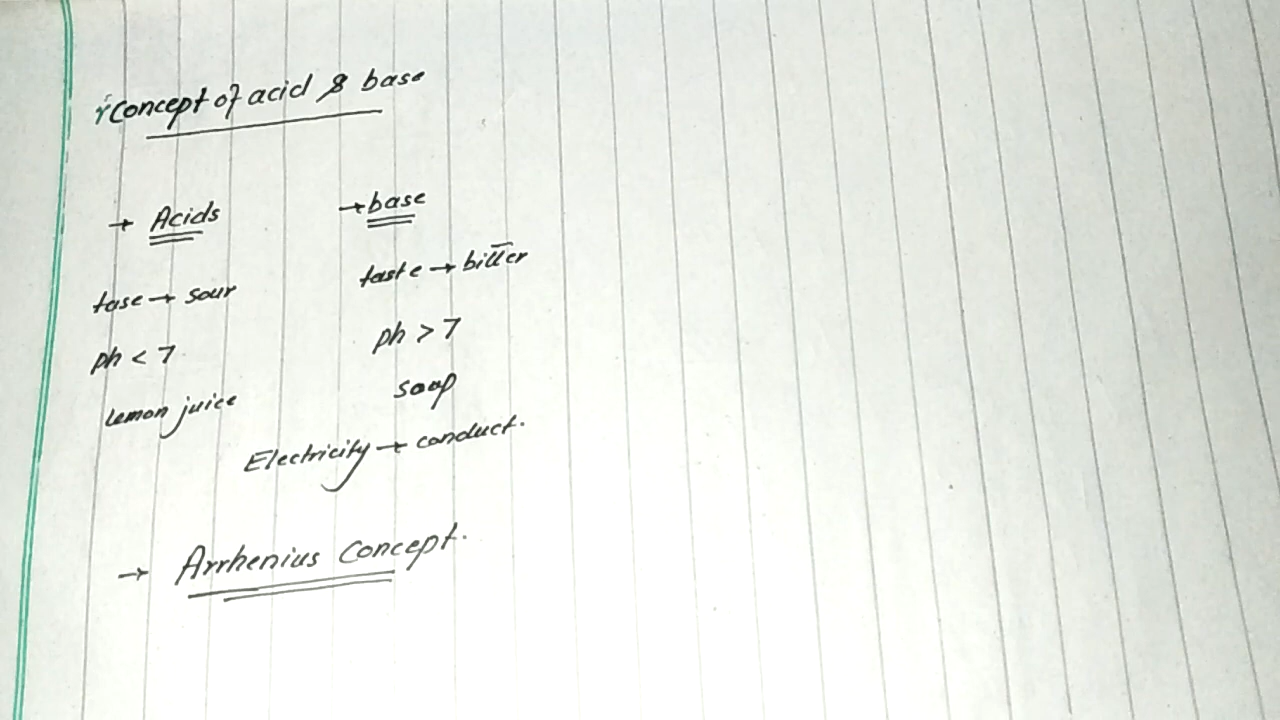 Concept of acid & base
→ Acids
→ base
tase → sour
taste → bitter
ph < 7
ph > 7
Lemon juice
soap
Electricity → conduct.
→ Arrhenius Concept.